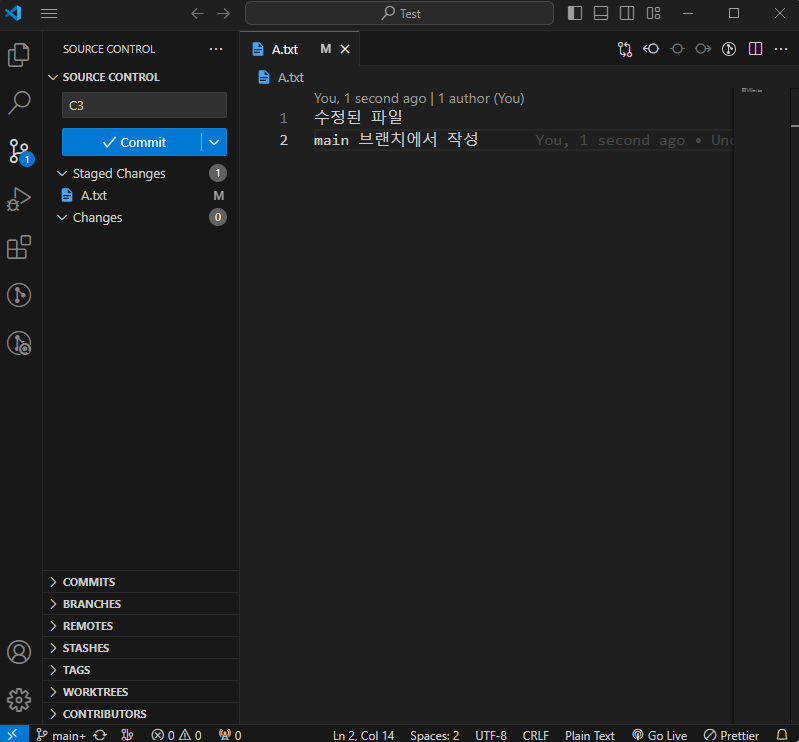 Test
SOURCE CONTROL
SOURCE CONTROL
C3
Commit
Staged Changes 1
A.txt M
Changes 0
1
A.txt M
A.txt
You, 1 second ago | 1 author (You)
1 수정된 파일
2 main 브랜치에서 작성 You, 1 second ago • Unc
COMMITS
BRANCHES
REMOTES
STASHES
TAGS
WORKTREES
CONTRIBUTORS
main+ 0 0 0 Ln 2, Col 14 Spaces: 2 UTF-8 CRLF Plain Text Go Live Prettier